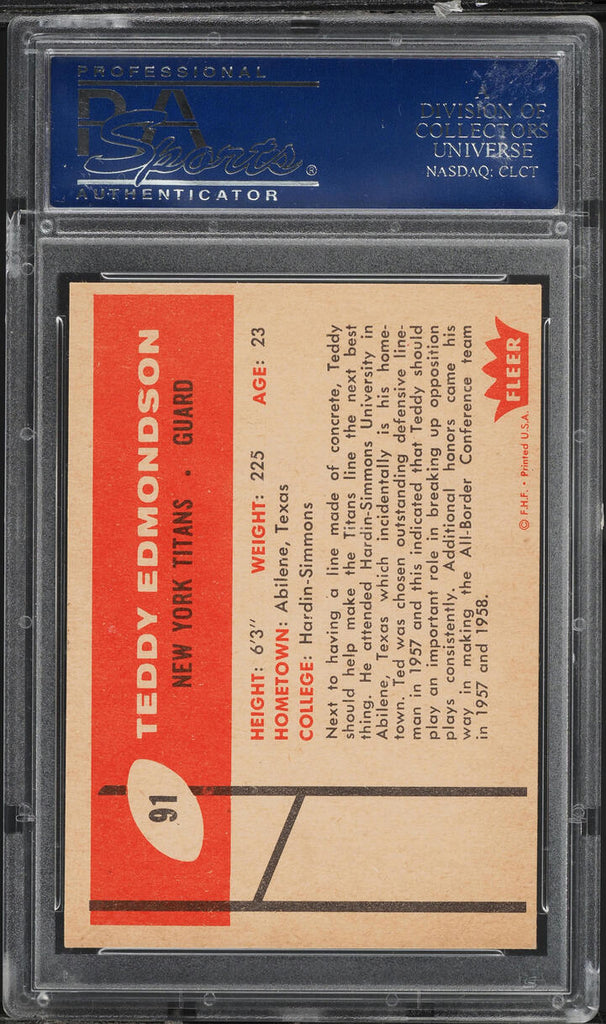 PROFESSIONAL
PSA
Sports®
AUTHENTICATOR
DIVISION OF
COLLECTORS
UNIVERSE
NASDAQ: CLCT
91
TEDDY EDMONDSON
NEW YORK TITANS • GUARD
HEIGHT: 6'3" WEIGHT: 225 AGE: 23
HOMETOWN: Abilene, Texas
COLLEGE: Hardin-Simmons
Next to having a line made of concrete, Teddy
should help make the Titans line the next best
thing. He attended Hardin-Simmons University in
Abilene, Texas which incidentally is his home-
town. Ted was chosen outstanding defensive line-
man in 1957 and this indicated that Teddy should
play an important role in breaking up opposition
plays consistently. Additional honors came his
way in making the All-Border Conference team
in 1957 and 1958.
FLEER
© F.H.F. • Printed U.S.A.